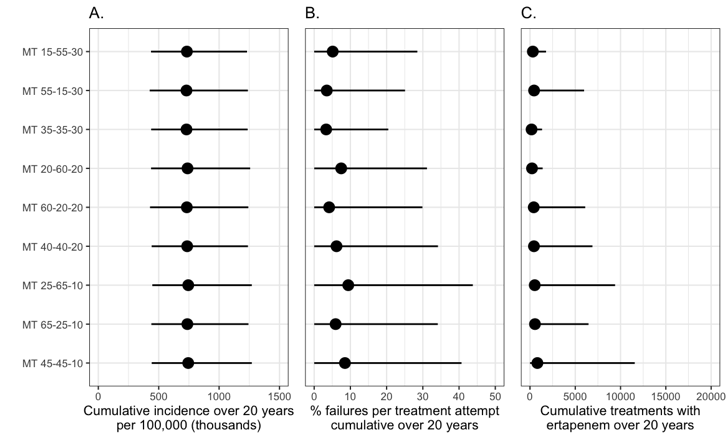 A.
B.
C.
MT 15-55-30
MT 55-15-30
MT 35-35-30
MT 20-60-20
MT 60-20-20
MT 40-40-20
MT 25-65-10
MT 65-25-10
MT 45-45-10
0 500 1000 1500
0 10 20 30 40 50
0 5000 10000 15000 20000
Cumulative incidence over 20 years
per 100,000 (thousands)
% failures per treatment attempt
cumulative over 20 years
Cumulative treatments with
ertapenem over 20 years